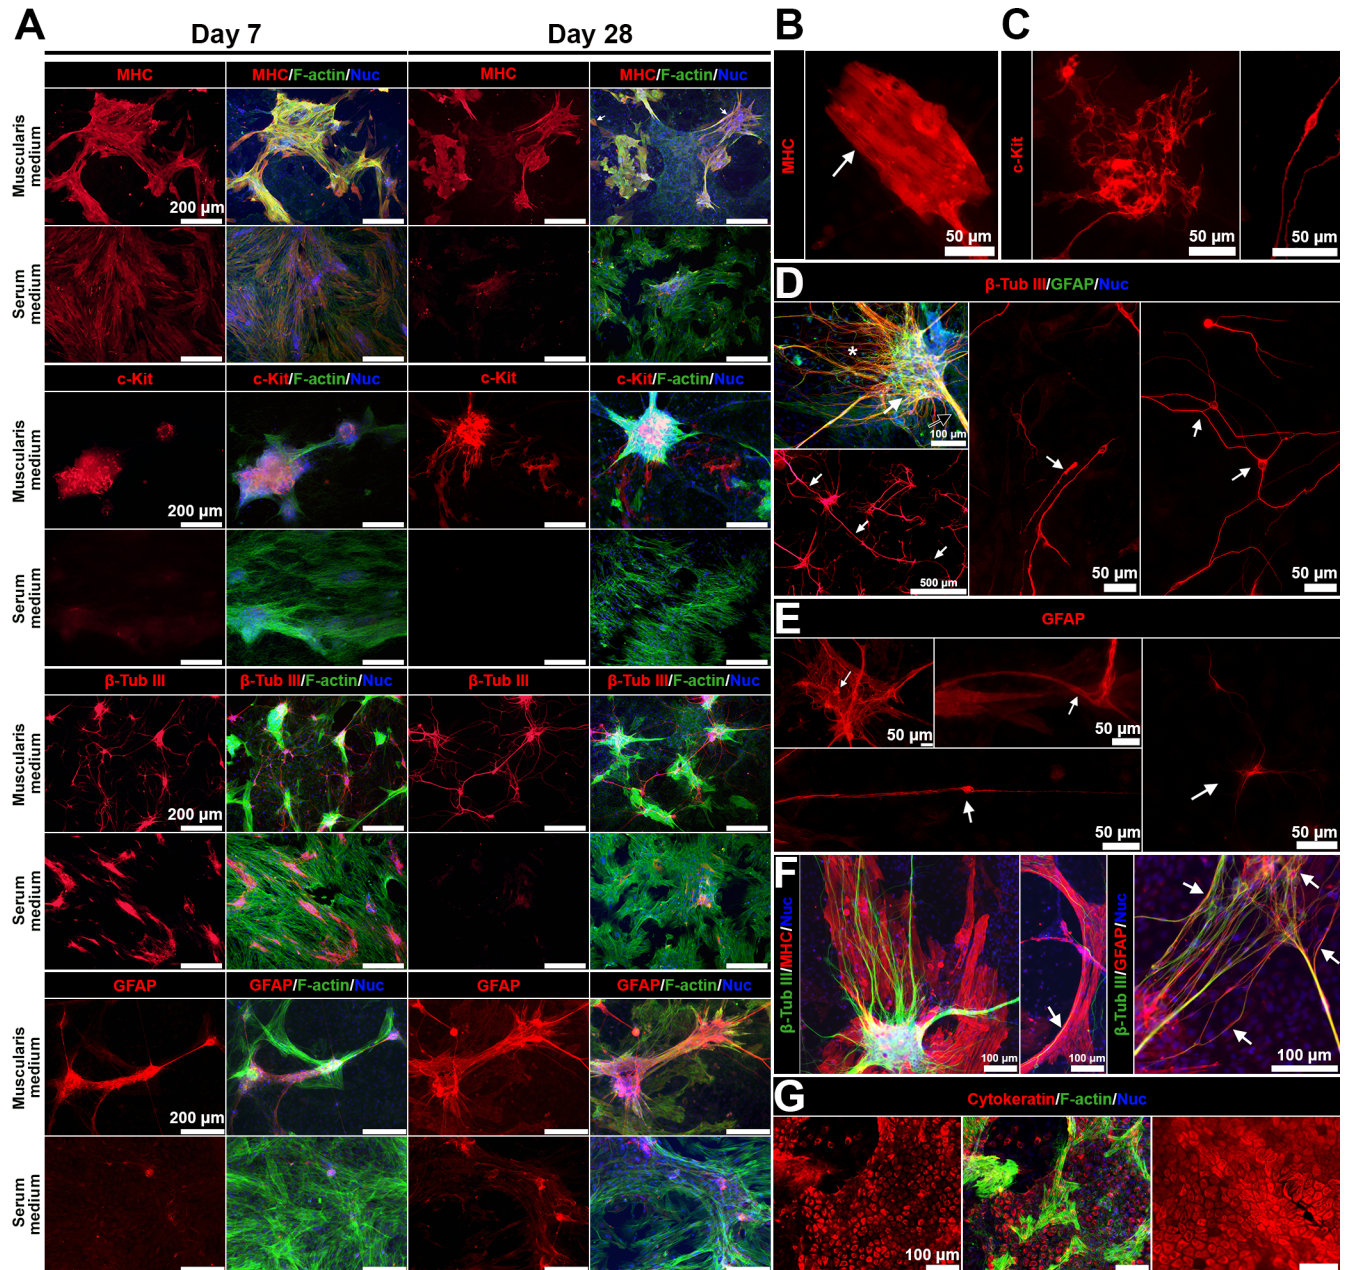 A
Day 7
Day 28
MHC
MHC/F-actin/Nuc
MHC
MHC/F-actin/Nuc
Muscularis
medium
200 µm
Serum
medium
c-Kit
c-Kit/F-actin/Nuc
c-Kit
c-Kit/F-actin/Nuc
Muscularis
medium
200 µm
Serum
medium
β-Tub III
β-Tub III/F-actin/Nuc
β-Tub III
β-Tub III/F-actin/Nuc
Muscularis
medium
200 µm
Serum
medium
GFAP
GFAP/F-actin/Nuc
GFAP
GFAP/F-actin/Nuc
Muscularis
medium
200 µm
Serum
medium
B
MHC
50 µm
C
c-Kit
50 µm
50 µm
D
β-Tub III/GFAP/Nuc
*
100 µm
500 µm
50 µm
50 µm
E
GFAP
50 µm
50 µm
50 µm
50 µm
F
β-Tub III/MHC/Nuc
100 µm
100 µm
β-Tub III/GFAP/Nuc
100 µm
G
Cytokeratin/F-actin/Nuc
100 µm